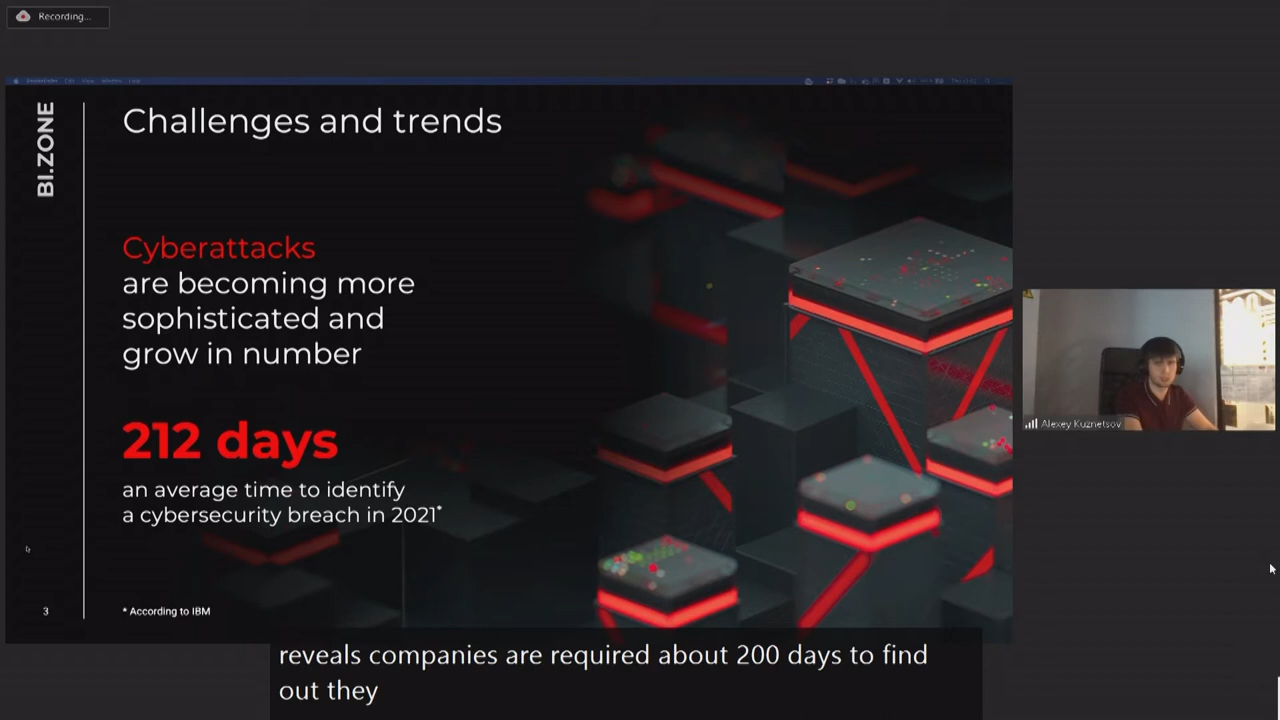 Recording...
BI.ZONE
Challenges and trends
Cyberattacks
are becoming more
sophisticated and
grow in number
212 days
an average time to identify
a cybersecurity breach in 2021*
3
* According to IBM
Alexey Kuznetsov
reveals companies are required about 200 days to find
out they